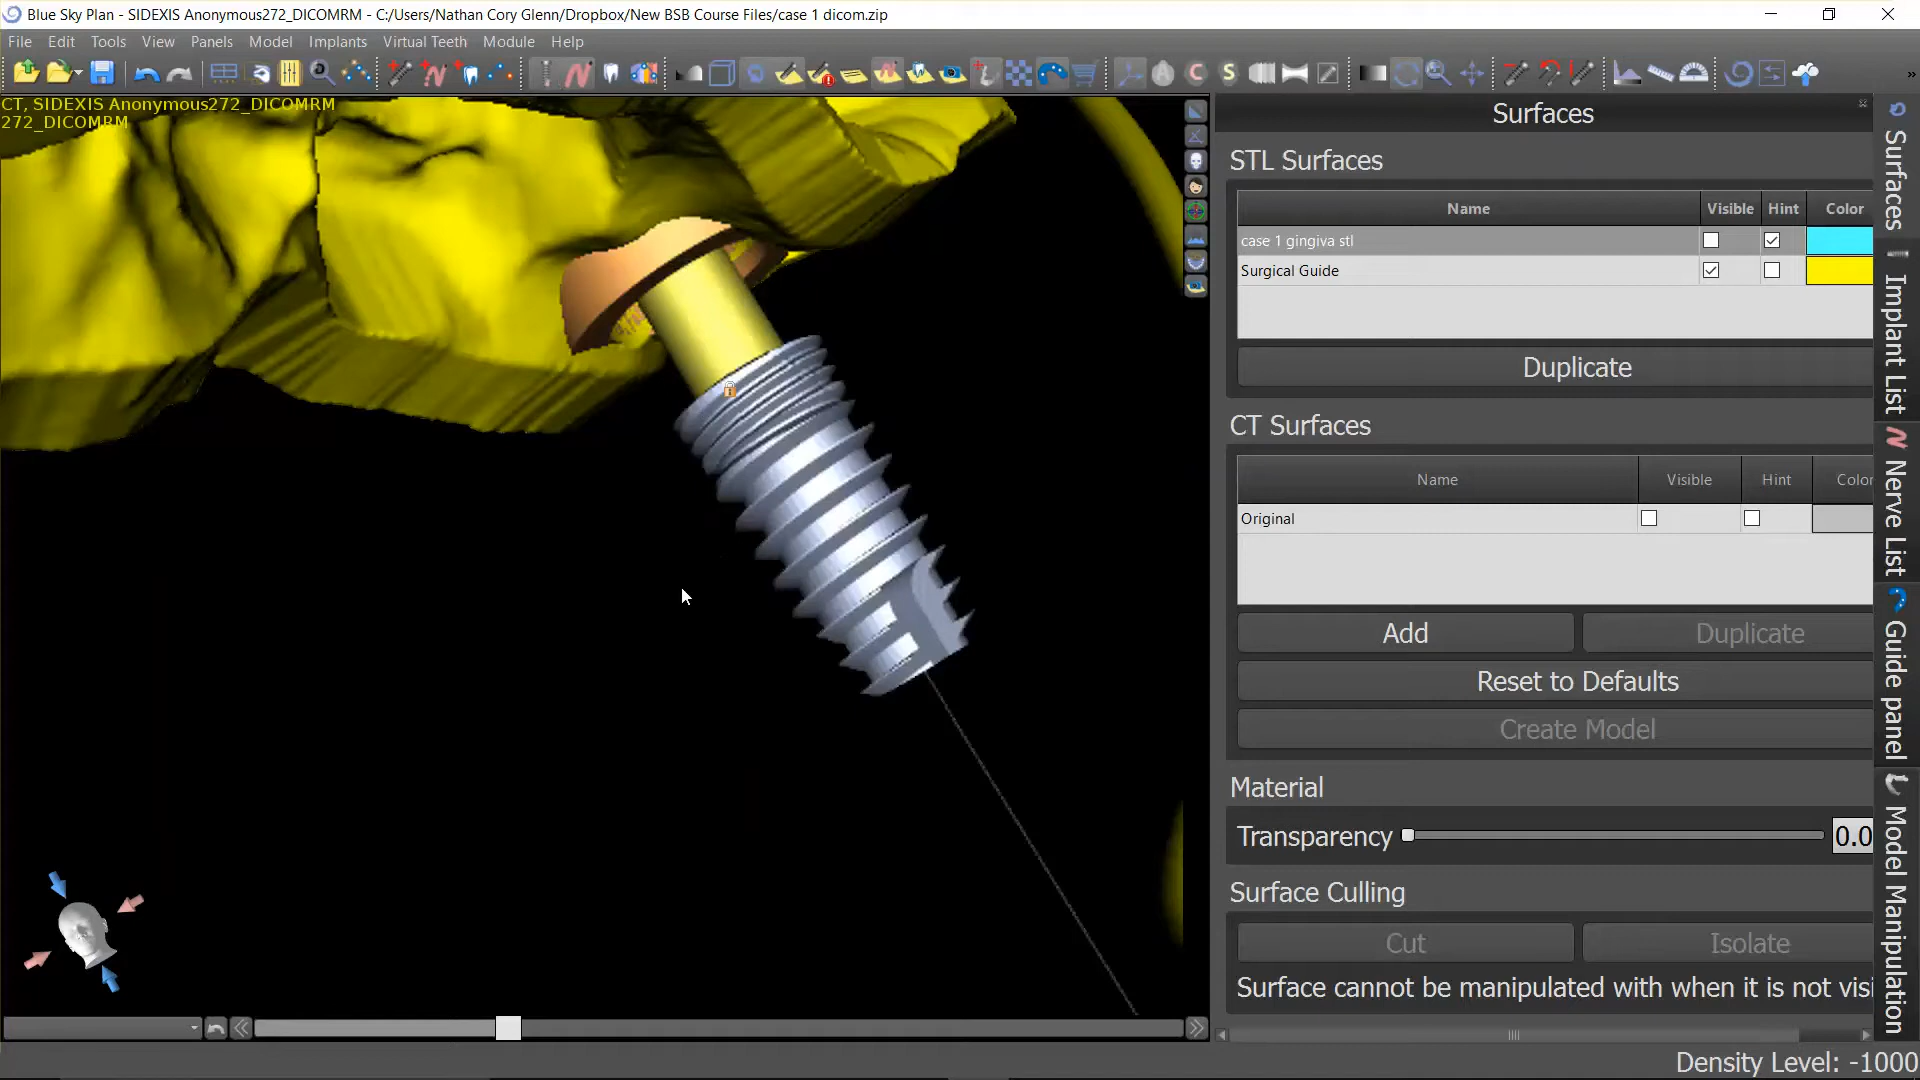 Blue Sky Plan - SIDEXIS Anonymous272_DICOMRM - C:/Users/Nathan Cory Glenn/Dropbox/New BSB Course Files/case 1 dicom.zip
File Edit Tools View Panels Model Implants Virtual Teeth Module Help
CT, SIDEXIS Anonymous272_DICOMRM
272_DICOMRM
Surfaces
STL Surfaces
Name Visible Hint Color
case 1 gingiva stl
Surgical Guide
Duplicate
CT Surfaces
Name Visible Hint Color
Original
Add Duplicate
Reset to Defaults
Create Model
Material
Transparency 0.0
Surface Culling
Cut Isolate
Surface cannot be manipulated with when it is not visi
Surfaces
Implant List
Nerve List
Guide panel
Model Manipulation
Density Level: -1000